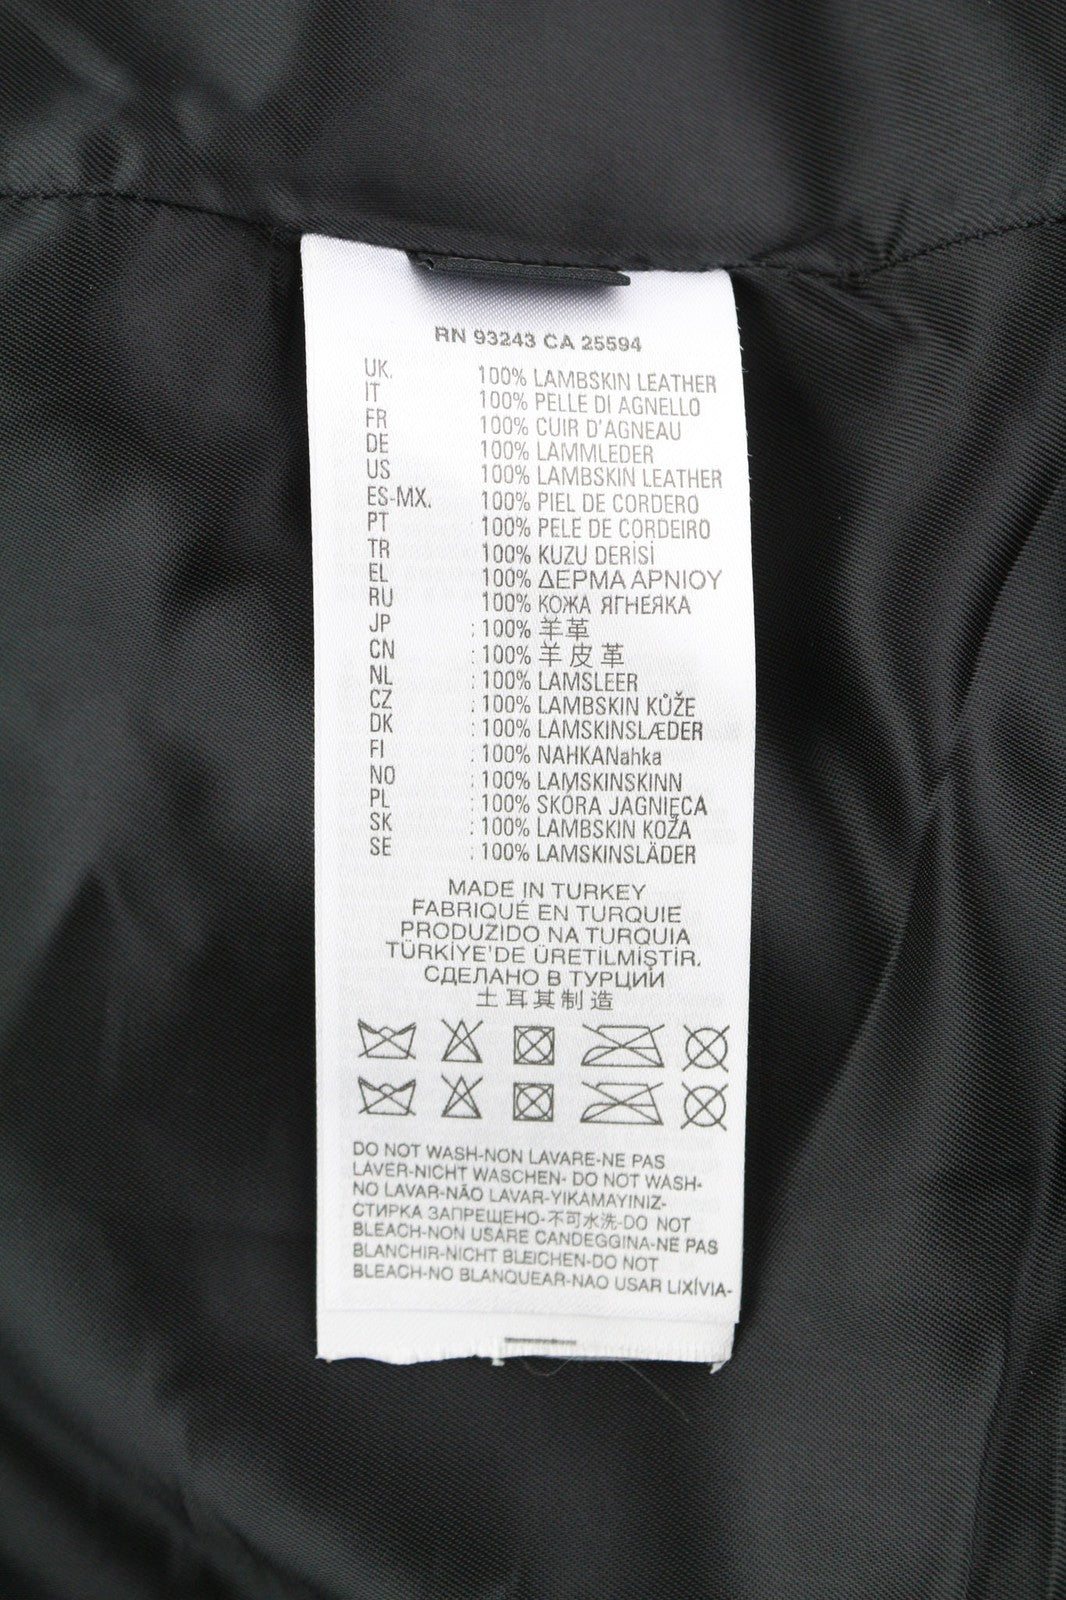 RN 93243 CA 25594
UK. 100% LAMBSKIN LEATHER
IT 100% PELLE DI AGNELLO
FR 100% CUIR D'AGNEAU
DE 100% LAMMLEDER
US 100% LAMBSKIN LEATHER
ES-MX. 100% PIEL DE CORDERO
PT : 100% PELE DE CORDEIRO
TR 100% KUZU DERİSİ
EL 100% ΔΕΡΜΑ ΑΡΝΙΟΥ
RU 100% КОЖА ЯГНЕЯКА
JP : 100% 羊革
CN : 100% 羊皮革
NL : 100% LAMSLEER
CZ : 100% LAMBSKIN KŮŽE
DK : 100% LAMSKINSLÆDER
FI : 100% NAHKANahka
NO : 100% LAMSKINSKINN
PL : 100% SKÓRA JAGNIĘCA
SK : 100% LAMBSKIN KOŽA
SE : 100% LAMSKINSLÄDER
MADE IN TURKEY
FABRIQUÉ EN TURQUIE
PRODUZIDO NA TURQUIA
TÜRKİYE'DE ÜRETİLMİŞTİR.
СДЕЛАНО В ТУРЦИИ
土耳其制造
DO NOT WASH-NON LAVARE-NE PAS
LAVER-NICHT WASCHEN- DO NOT WASH-
NO LAVAR-NÃO LAVAR-YIKAMAYINIZ-
СТИРКА ЗАПРЕЩЕНО-不可水洗-DO NOT
BLEACH-NON USARE CANDEGGINA-NE PAS
BLANCHIR-NICHT BLEICHEN-DO NOT
BLEACH-NO BLANQUEAR-NAO USAR LIXÍVIA-